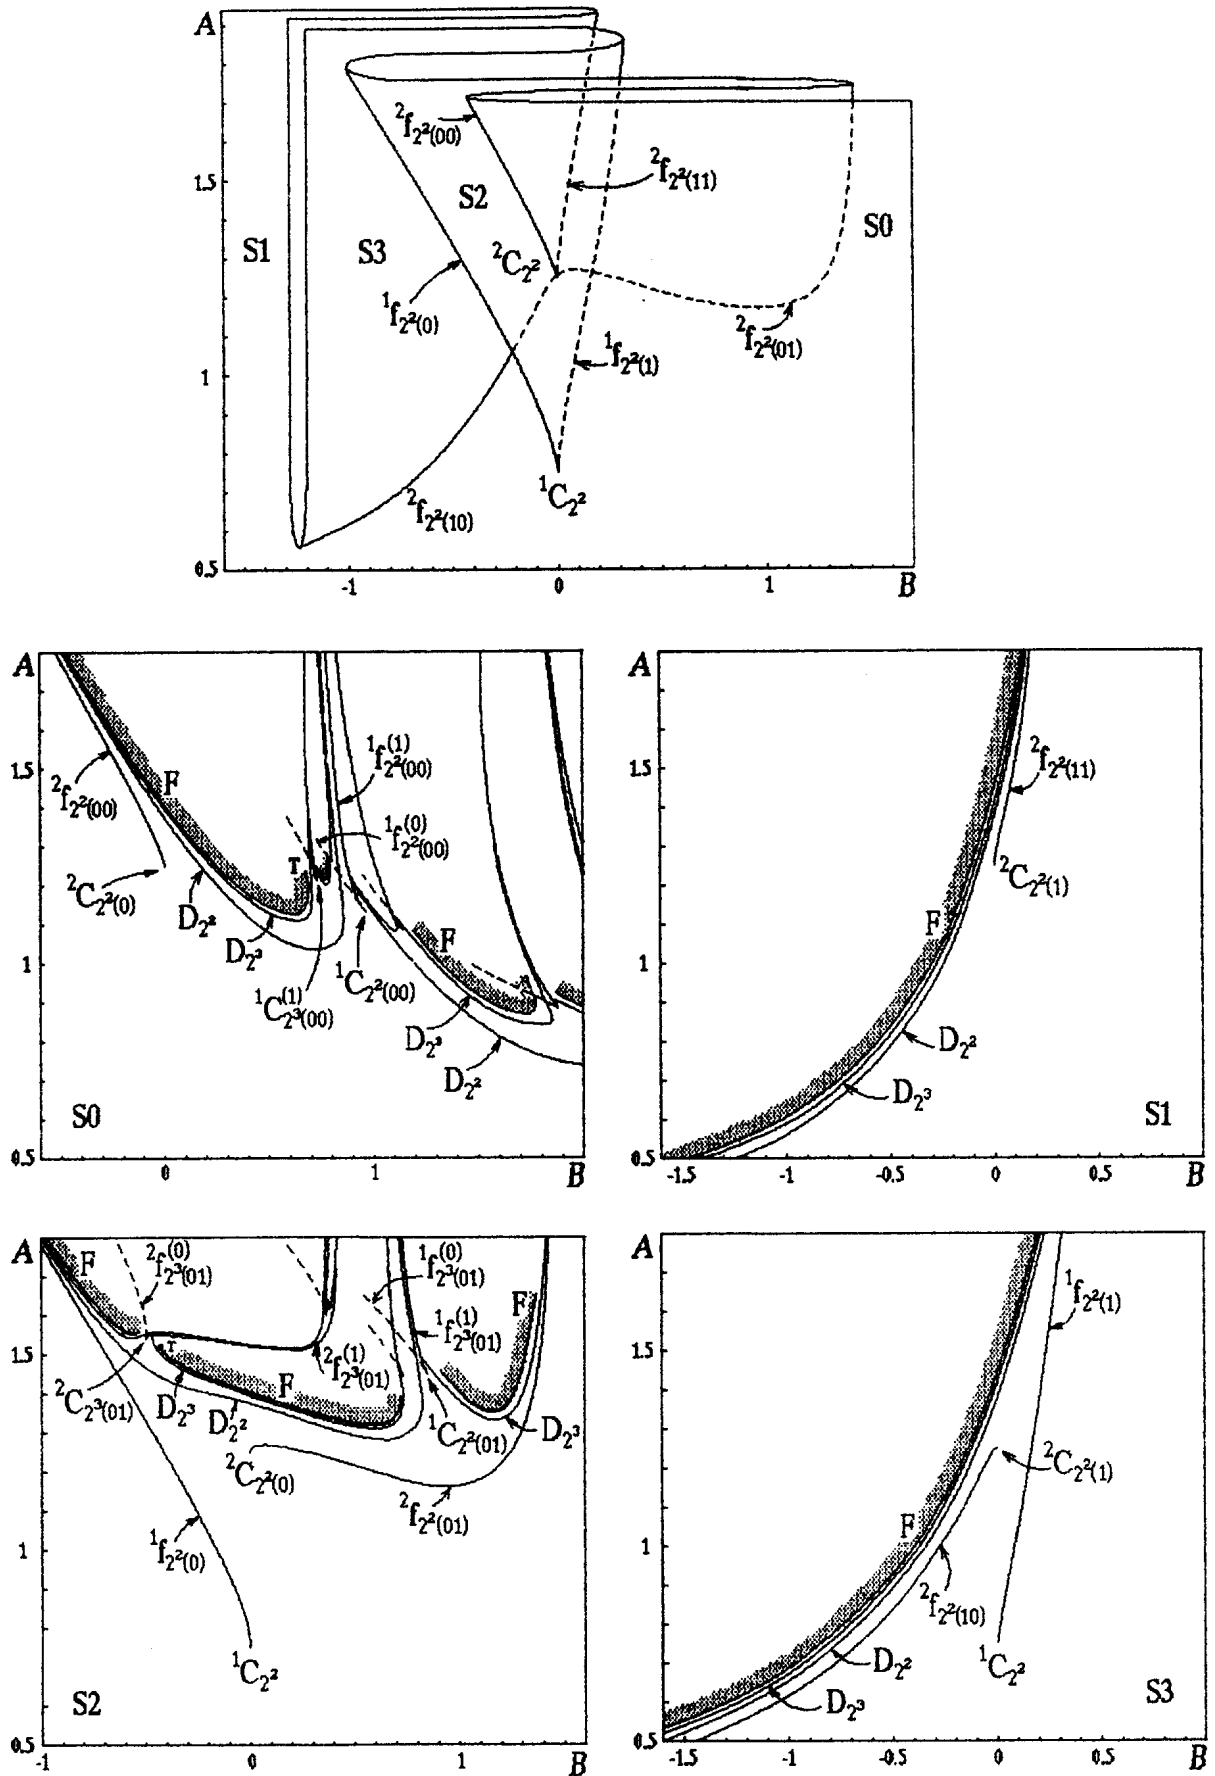 A
²f₂²(00)
²f₂²(11)
1.5
S2
S0
S1
S3
²C₂²
¹f₂²(0)
²f₂²(01)
¹f₂²(1)
1
²f₂²(10)
¹C₂²
0.5
-1 0 1 B
A
¹f₂²(00)⁽¹⁾
1.5
²f₂²(00)
F
¹f₂²(00)⁽⁰⁾
T
²C₂²(0)
D₂²
D₂³
F
1
¹C₂³(00)⁽¹⁾
¹C₂²(00)
D₂³
D₂²
S0
0.5
0 1 B
A
1.5
²f₂²(11)
²C₂²(1)
F
1
D₂²
D₂³
S1
0.5
-1.5 -1 -0.5 0 0.5 B
A
F
²f₂³(01)⁽⁰⁾
¹f₂³(01)⁽⁰⁾
¹f₂³(01)⁽¹⁾
F
1.5
T
²f₂³(01)⁽¹⁾
²C₂³(01)
F
D₂³
D₂²
¹C₂²(01)
D₂³
²C₂²(0)
²f₂²(01)
1
¹f₂²(0)
¹C₂²
S2
0.5
-1 0 1 B
A
¹f₂²(1)
1.5
²C₂²(1)
F
1
²f₂²(10)
D₂²
¹C₂²
D₂³
S3
0.5
-1.5 -1 -0.5 0 0.5 B